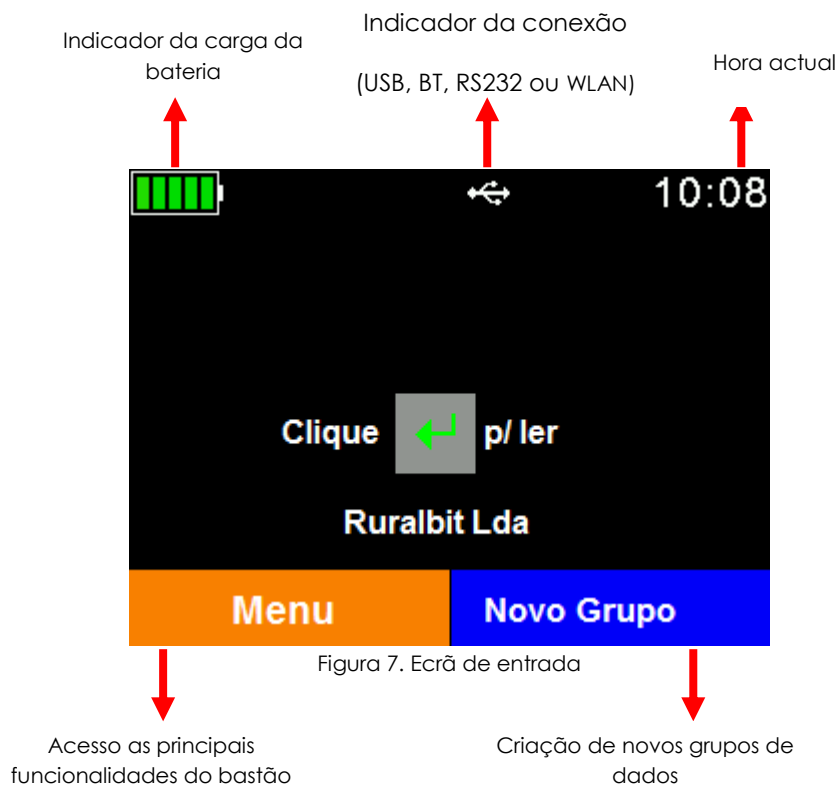 Indicador da carga da
bateria
Indicador da conexão
(USB, BT, RS232 ou WLAN)
Hora actual
10:08
Clique p/ ler
Ruralbit Lda
Menu
Novo Grupo
Figura 7. Ecrã de entrada
Acesso as principais
funcionalidades do bastão
Criação de novos grupos de
dados